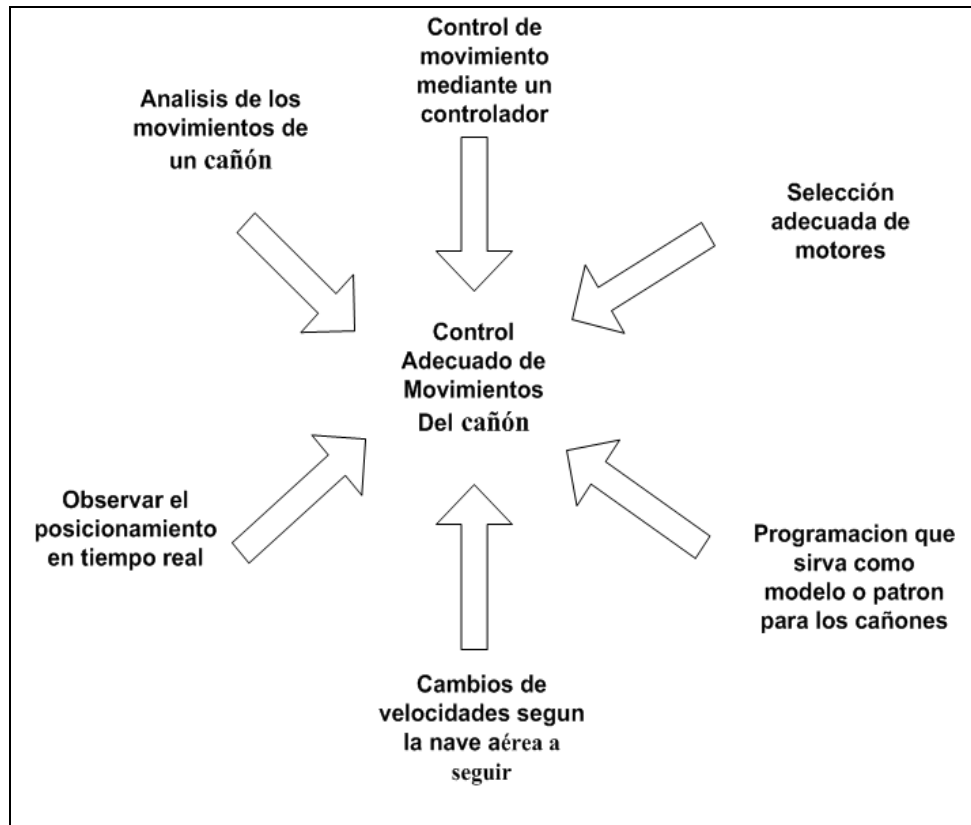 Control de
movimiento
mediante un
controlador
Analisis de los
movimientos de
un cañón
Selección
adecuada de
motores
Control
Adecuado de
Movimientos
Del cañón
Observar el
posicionamiento
en tiempo real
Programacion que
sirva como
modelo o patron
para los cañones
Cambios de
velocidades segun
la nave aérea a
seguir